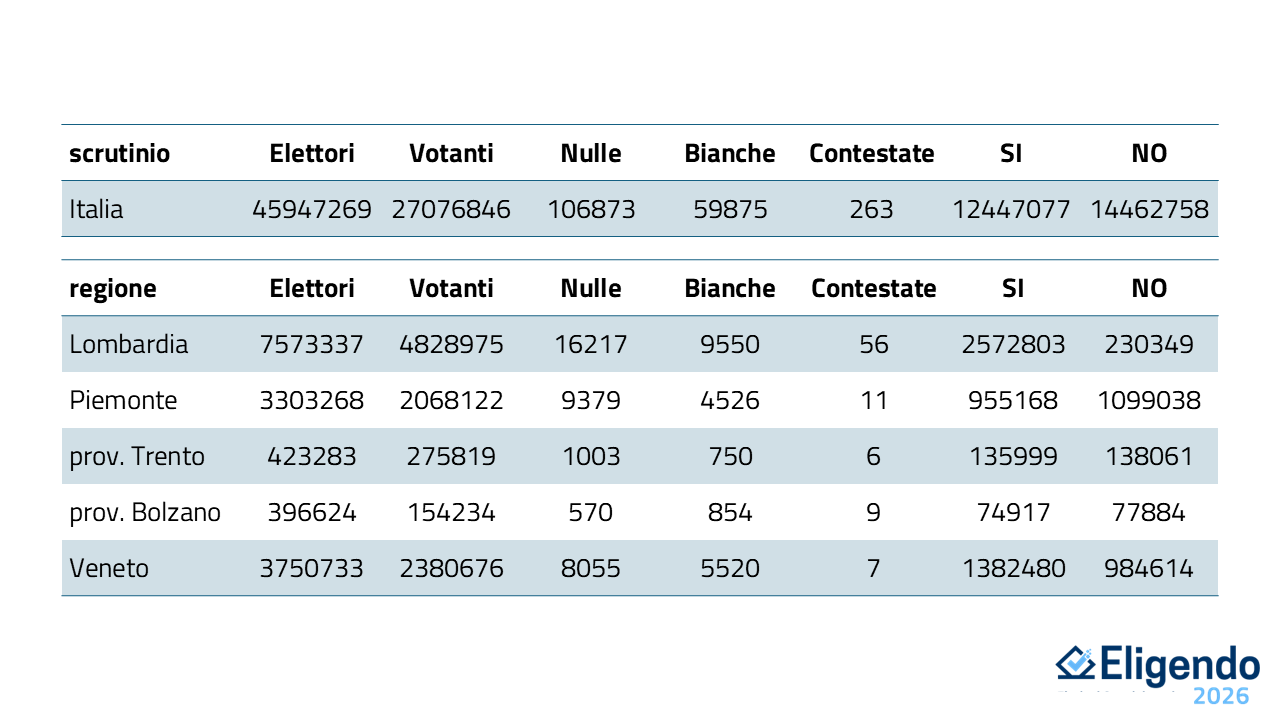 scrutinio Elettori Votanti Nulle Bianche Contestate SI NO
Italia 45947269 27076846 106873 59875 263 12447077 14462758
regione Elettori Votanti Nulle Bianche Contestate SI NO
Lombardia 7573337 4828975 16217 9550 56 2572803 230349
Piemonte 3303268 2068122 9379 4526 11 955168 1099038
prov. Trento 423283 275819 1003 750 6 135999 138061
prov. Bolzano 396624 154234 570 854 9 74917 77884
Veneto 3750733 2380676 8055 5520 7 1382480 984614
Eligendo
2026